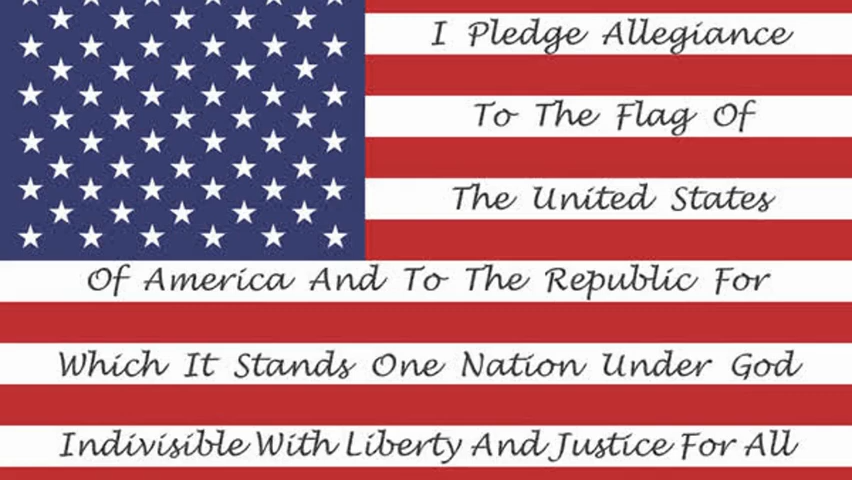 I Pledge Allegiance
To The Flag Of
The United States
Of America And To The Republic For
Which It Stands One Nation Under God
Indivisible With Liberty And Justice For All